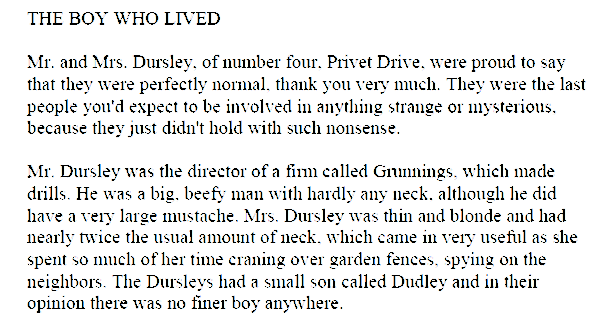 THE BOY WHO LIVED
Mr. and Mrs. Dursley, of number four, Privet Drive, were proud to say
that they were perfectly normal, thank you very much. They were the last
people you'd expect to be involved in anything strange or mysterious,
because they just didn't hold with such nonsense.
Mr. Dursley was the director of a firm called Grunnings, which made
drills. He was a big, beefy man with hardly any neck, although he did
have a very large mustache. Mrs. Dursley was thin and blonde and had
nearly twice the usual amount of neck, which came in very useful as she
spent so much of her time craning over garden fences, spying on the
neighbors. The Dursleys had a small son called Dudley and in their
opinion there was no finer boy anywhere.